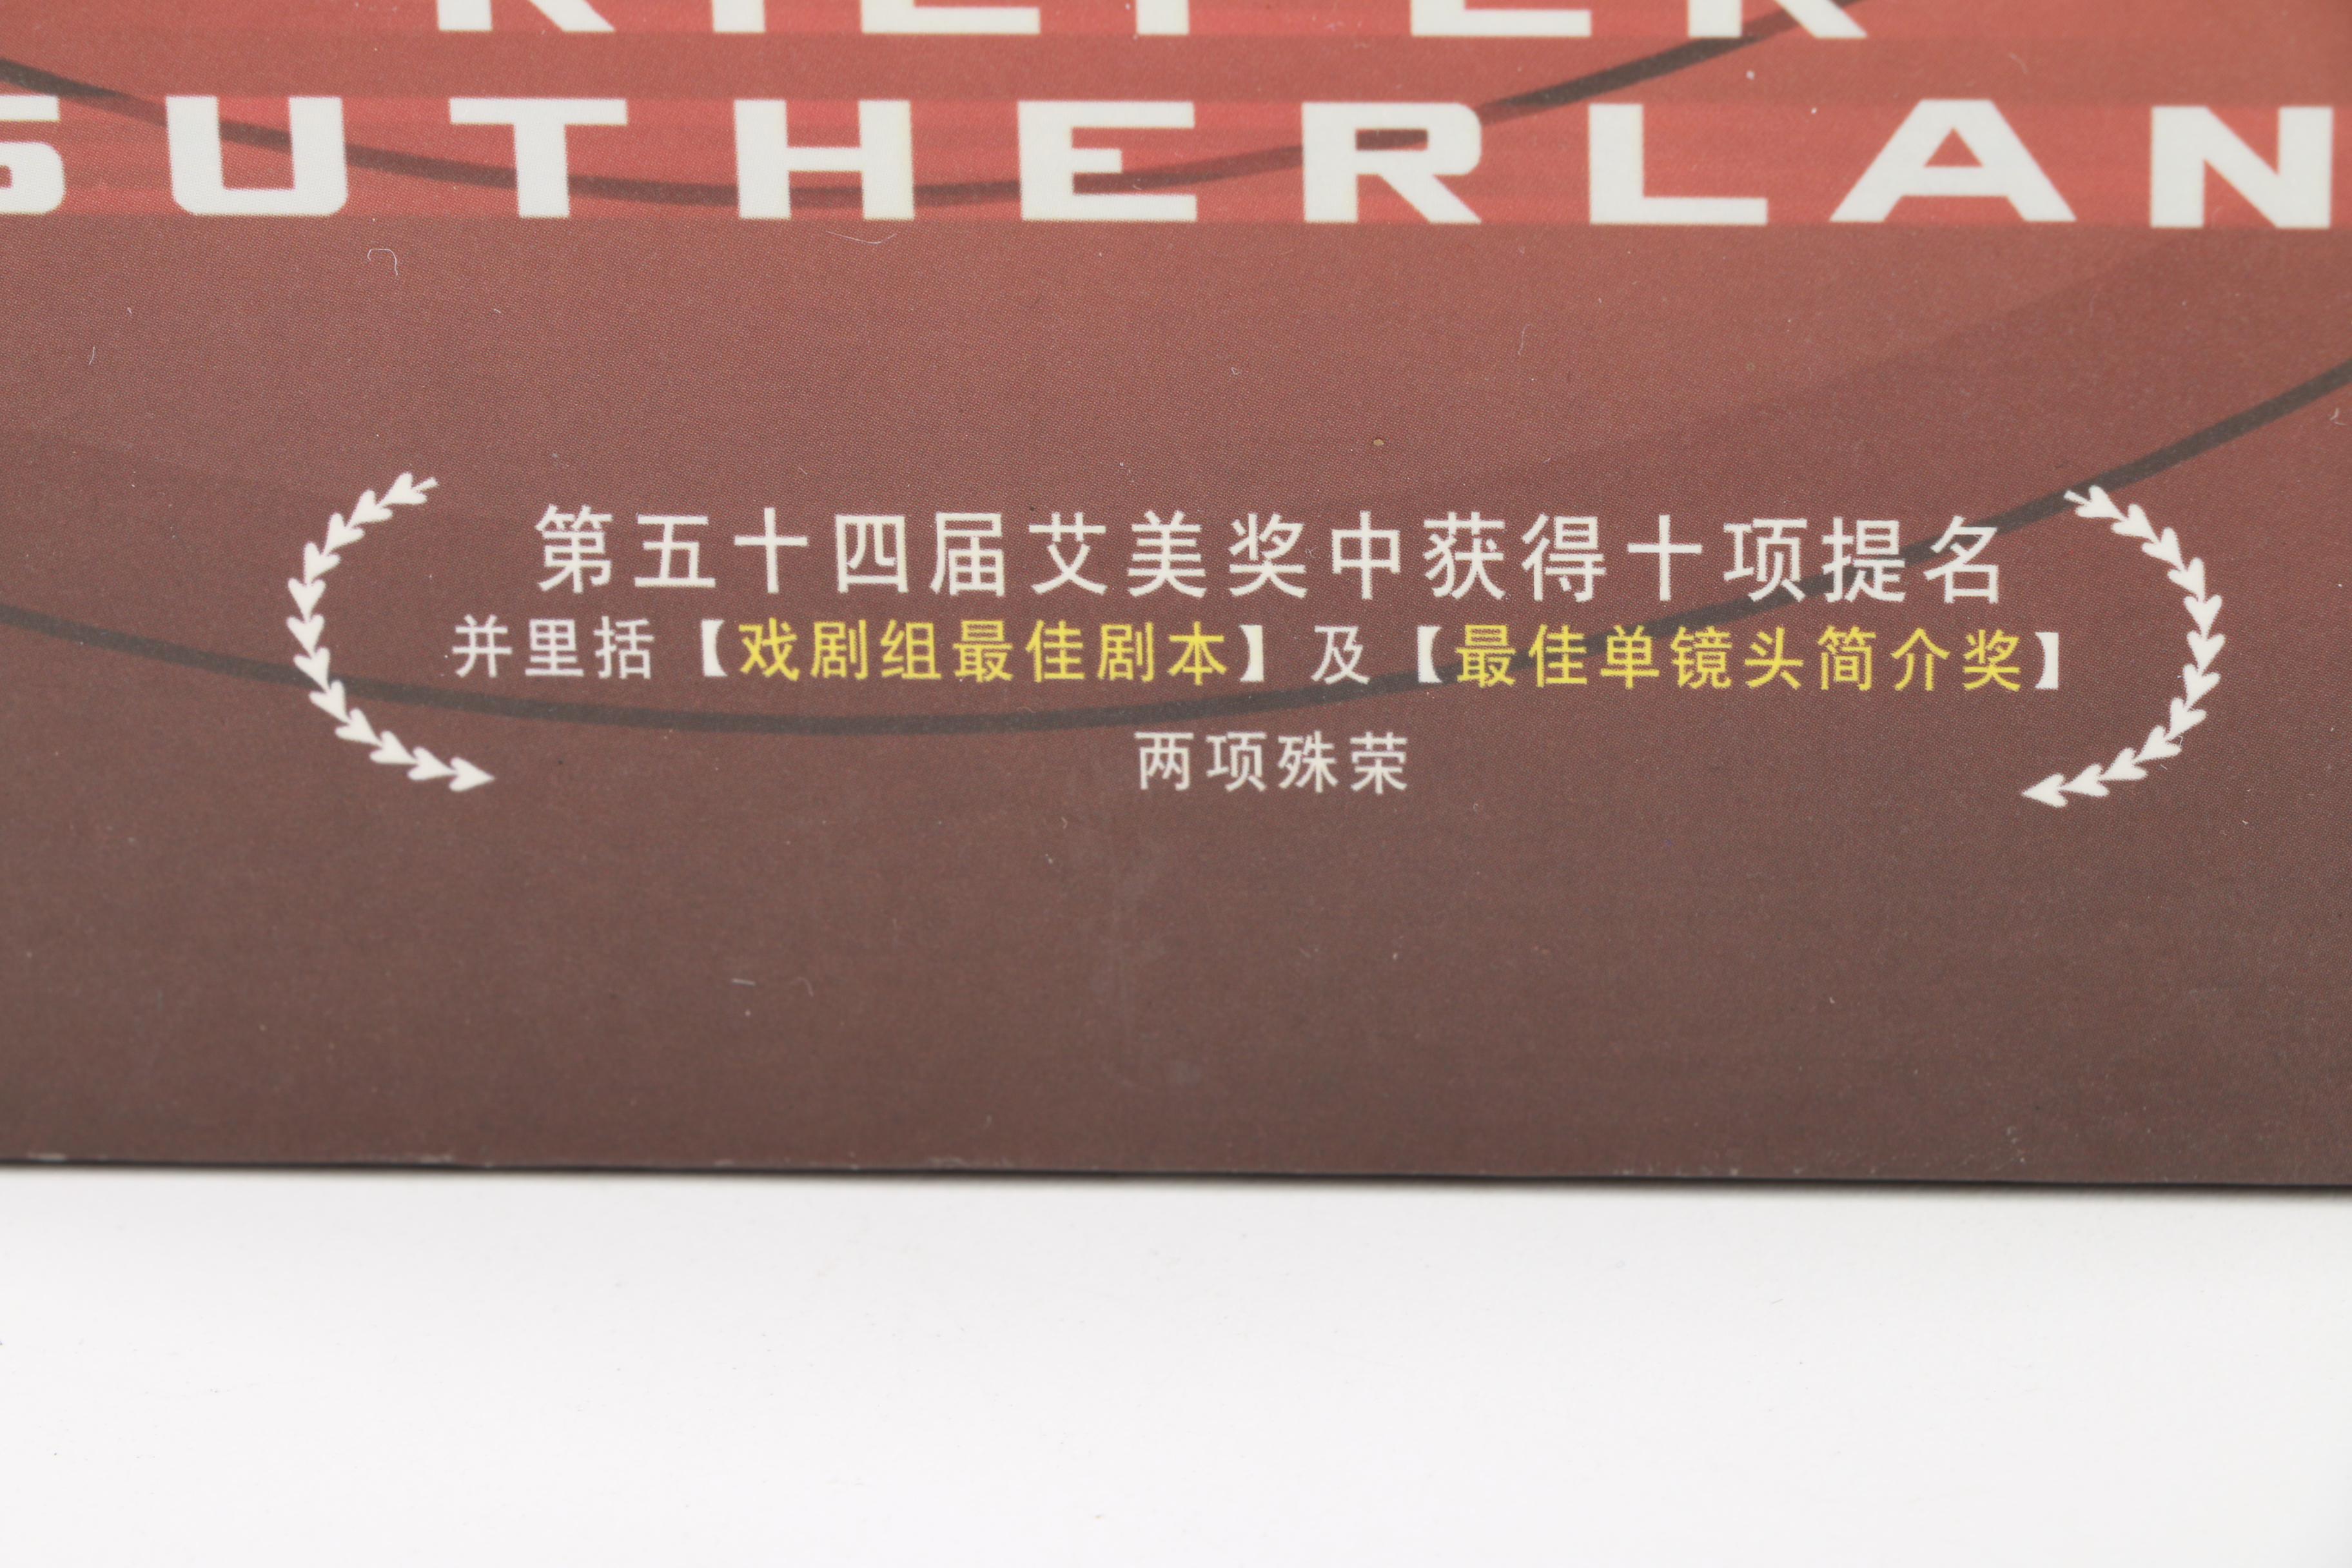 KIEFER
SUTHERLAN
第五十四届艾美奖中获得十项提名
并里括【戏剧组最佳剧本】及【最佳单镜头简介奖】
两项殊荣